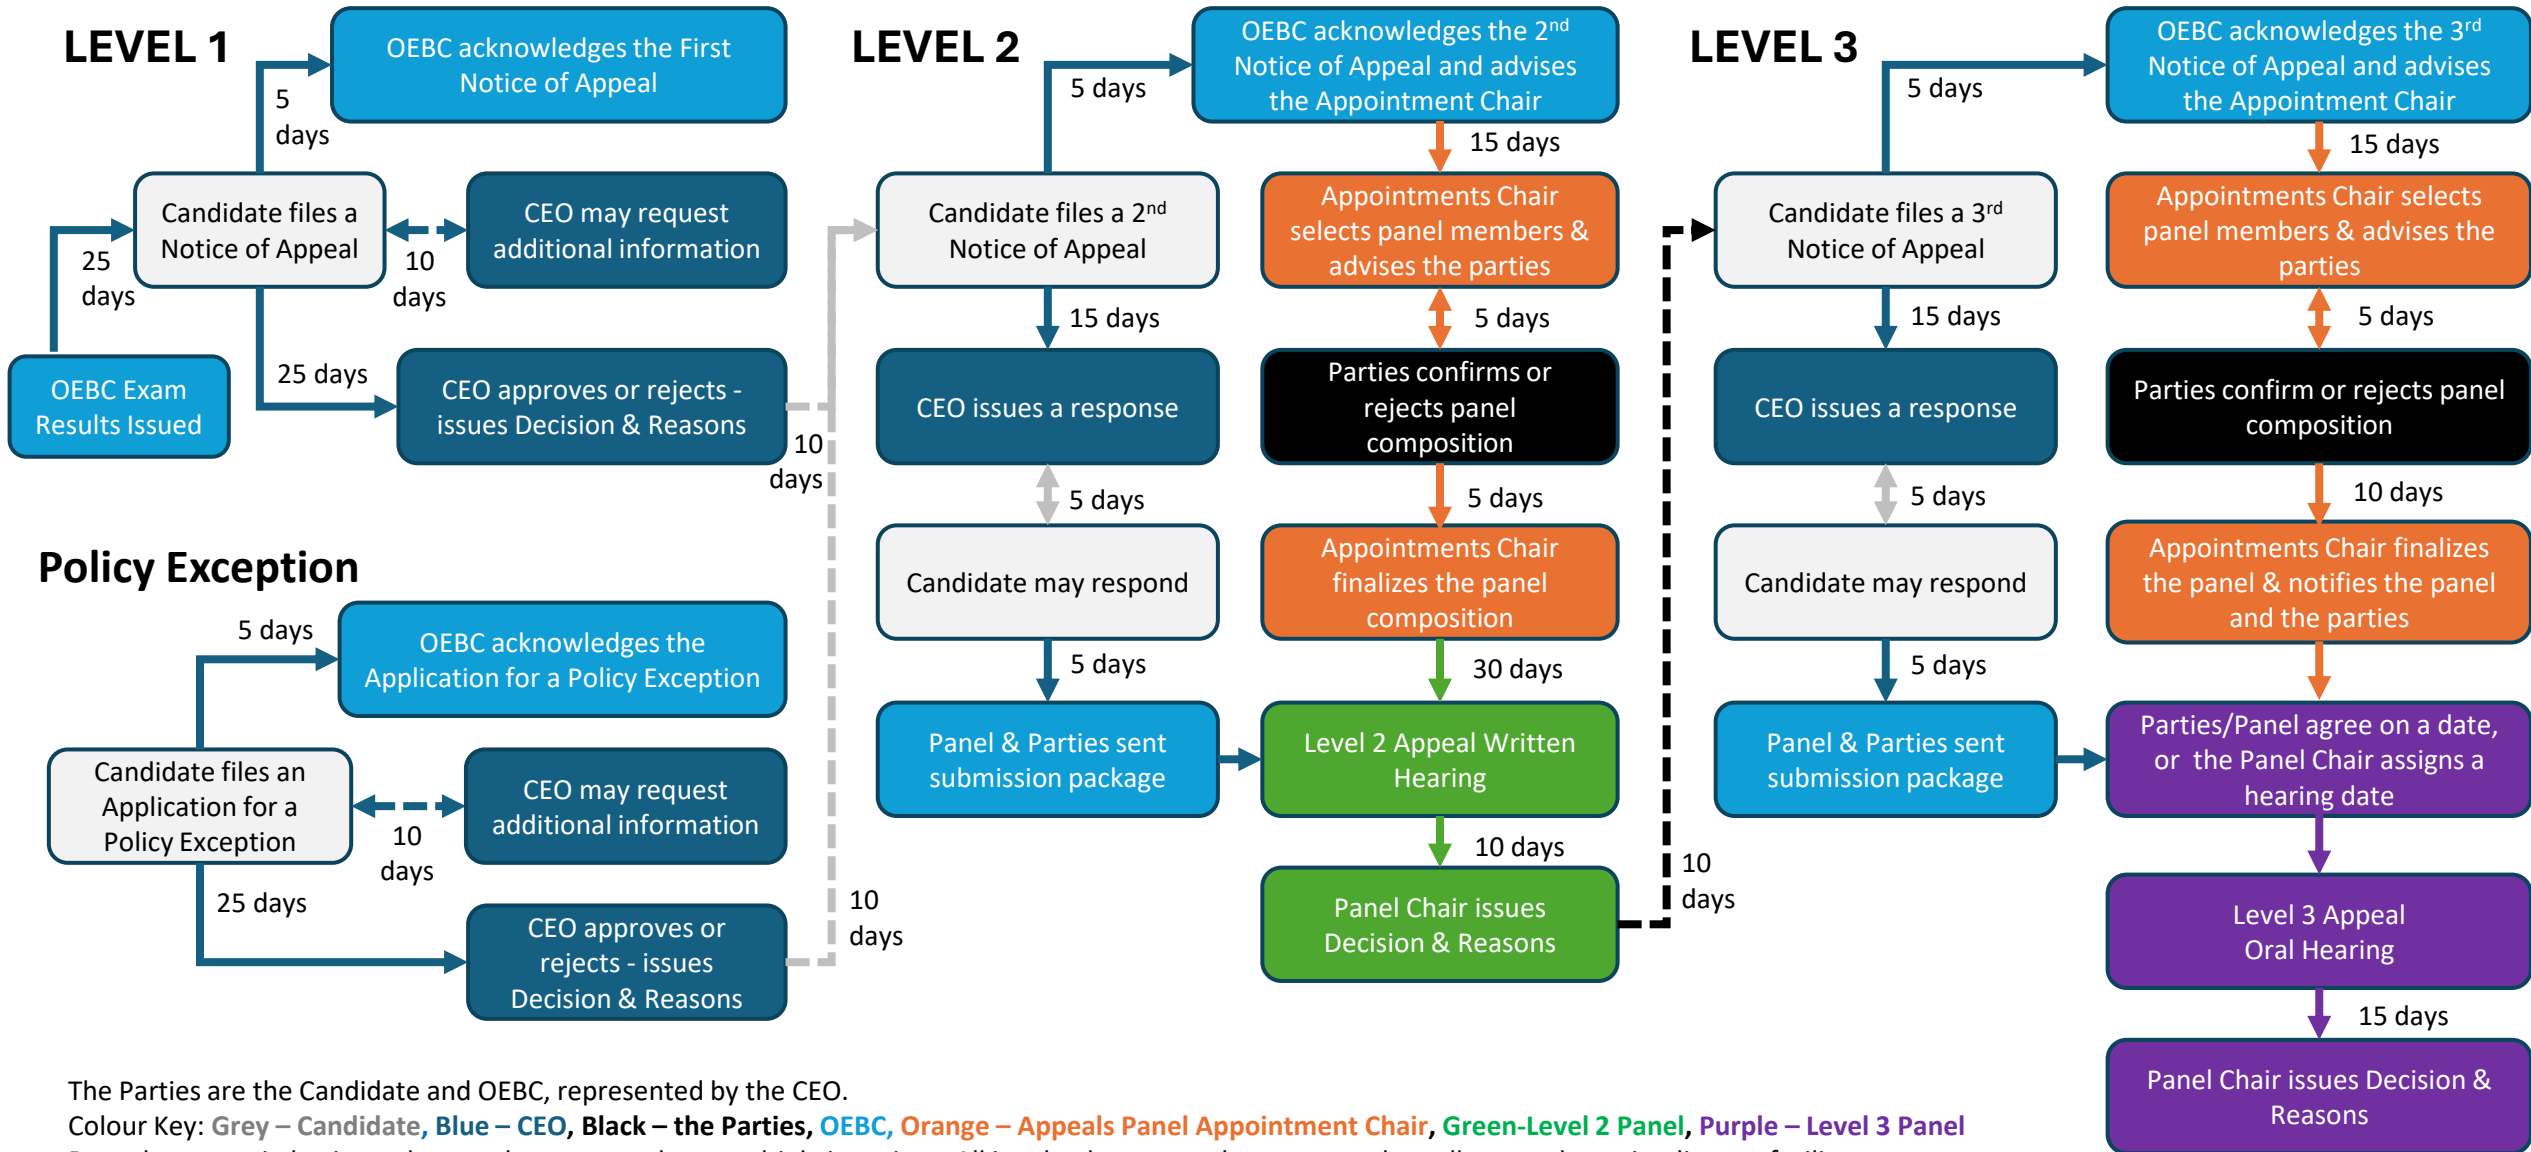 LEVEL 1
OEBC acknowledges the First
Notice of Appeal
5
days
Candidate files a
Notice of Appeal
10
days
CEO may request
additional information
25
days
OEBC Exam
Results Issued
25 days
CEO approves or rejects -
issues Decision & Reasons
10
days
Policy Exception
5 days
OEBC acknowledges the
Application for a Policy Exception
Candidate files an
Application for a
Policy Exception
10
days
CEO may request
additional information
25 days
CEO approves or
rejects - issues
Decision & Reasons
10
days
LEVEL 2
5 days
OEBC acknowledges the 2nd
Notice of Appeal and advises
the Appointment Chair
15 days
Candidate files a 2nd
Notice of Appeal
Appointments Chair
selects panel members &
advises the parties
15 days
5 days
CEO issues a response
Parties confirms or
rejects panel
composition
5 days
5 days
Candidate may respond
Appointments Chair
finalizes the panel
composition
5 days
30 days
Panel & Parties sent
submission package
Level 2 Appeal Written
Hearing
10 days
Panel Chair issues
Decision & Reasons
10
days
LEVEL 3
5 days
OEBC acknowledges the 3rd
Notice of Appeal and advises
the Appointment Chair
15 days
Candidate files a 3rd
Notice of Appeal
Appointments Chair selects
panel members & advises the
parties
15 days
5 days
CEO issues a response
Parties confirm or rejects panel
composition
5 days
10 days
Candidate may respond
Appointments Chair finalizes
the panel & notifies the panel
and the parties
5 days
Panel & Parties sent
submission package
Parties/Panel agree on a date,
or the Panel Chair assigns a
hearing date
Level 3 Appeal
Oral Hearing
15 days
Panel Chair issues Decision &
Reasons
The Parties are the Candidate and OEBC, represented by the CEO.
Colour Key: Grey – Candidate, Blue – CEO, Black – the Parties, OEBC, Orange – Appeals Panel Appointment Chair, Green-Level 2 Panel, Purple – Level 3 Panel